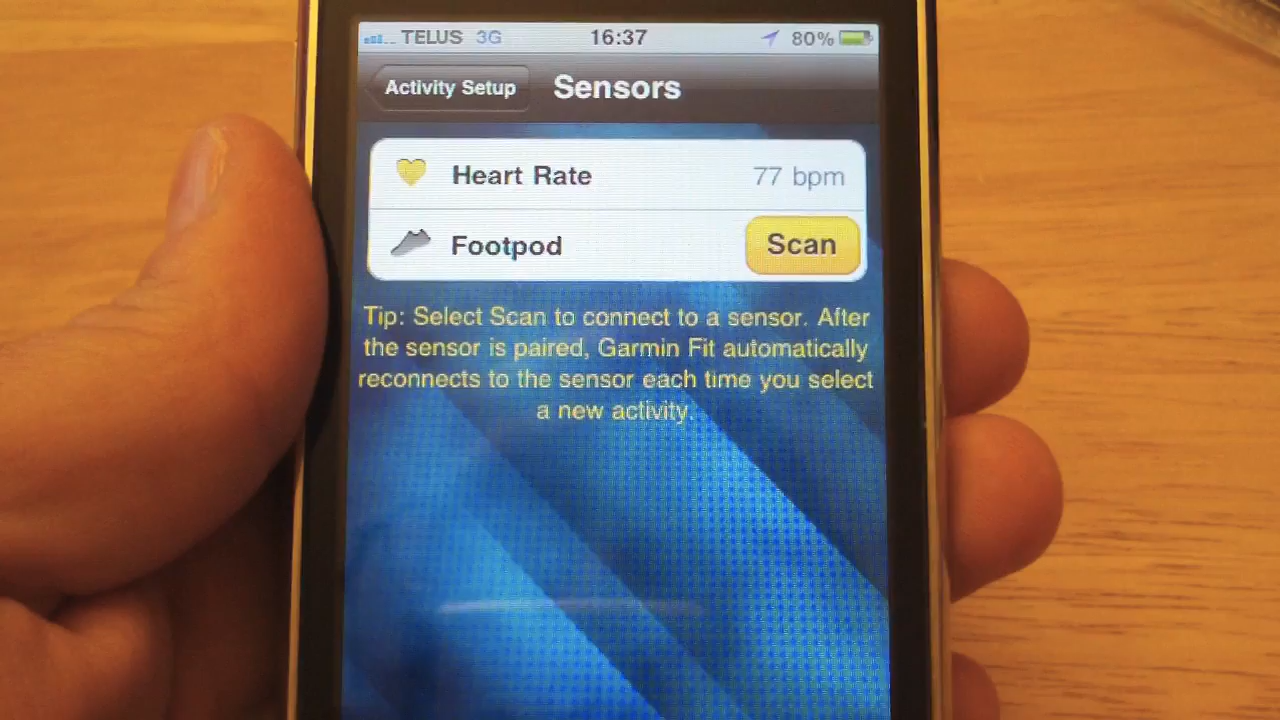 TELUS 3G 16:37 80%
Activity Setup Sensors
Heart Rate 77 bpm
Footpod Scan
Tip: Select Scan to connect to a sensor. After
the sensor is paired, Garmin Fit automatically
reconnects to the sensor each time you select
a new activity.